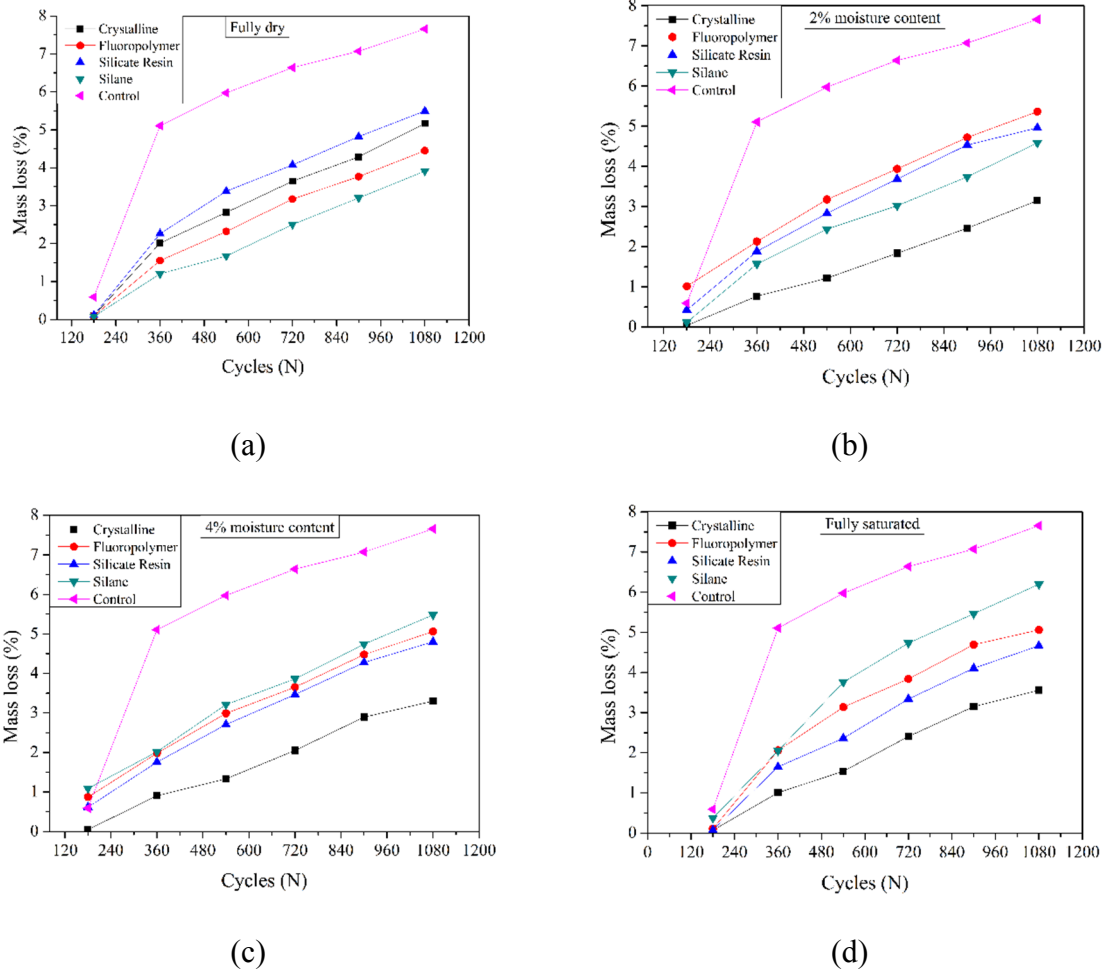 Fully dry
Crystalline
Fluoropolymer
Silicate Resin
Silane
Control
Mass loss (%)
8
7
6
5
4
3
2
1
0
120 240 360 480 600 720 840 960 1080 1200
Cycles (N)
(a)
2% moisture content
Crystalline
Fluoropolymer
Silicate Resin
Silane
Control
Mass loss (%)
8
7
6
5
4
3
2
1
0
120 240 360 480 600 720 840 960 1080 1200
Cycles (N)
(b)
4% moisture content
Crystalline
Fluoropolymer
Silicate Resin
Silane
Control
Mass loss (%)
8
7
6
5
4
3
2
1
0
120 240 360 480 600 720 840 960 1080 1200
Cycles (N)
(c)
Fully saturated
Crystalline
Fluoropolymer
Silicate Resin
Silane
Control
Mass loss (%)
8
7
6
5
4
3
2
1
0
0 120 240 360 480 600 720 840 960 1080 1200
Cycles (N)
(d)